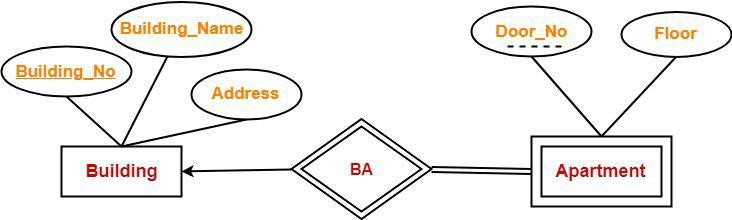 Building_Name
Door_No
Floor
Building_No
Address
Building
BA
Apartment